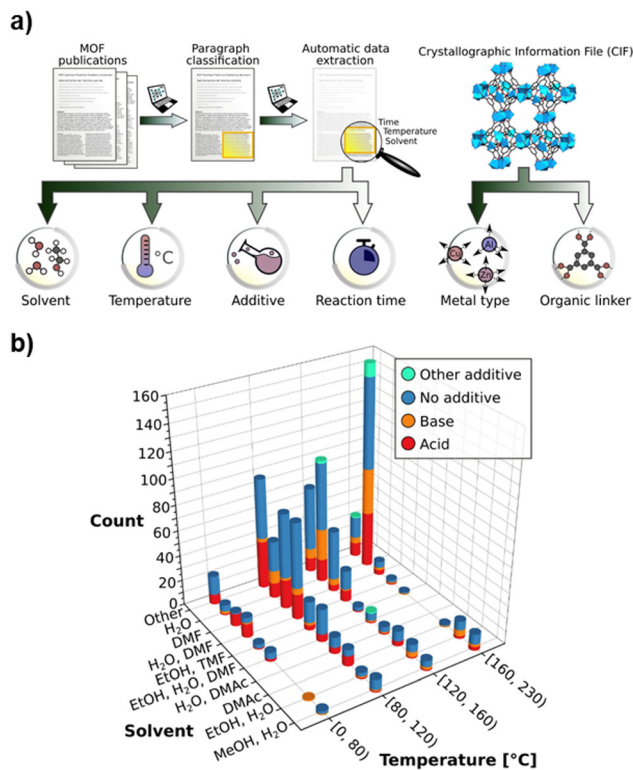 a)
MOF
publications
Paragraph
classification
Automatic data
extraction
Crystallographic Information File (CIF)
Time
Temperature
Solvent
°C
Cu
Al
Zn
Solvent
Temperature
Additive
Reaction time
Metal type
Organic linker
b)
Other additive
No additive
Base
Acid
160
140
120
100
80
60
40
20
0
Count
Other
H₂O
DMF
H₂O, DMF
EtOH, TMF
EtOH, H₂O, DMF
H₂O, DMAC
DMAC
EtOH, H₂O
MeOH, H₂O
Solvent
[0, 80)
[80, 120)
[120, 160)
[160, 230)
Temperature [°C]